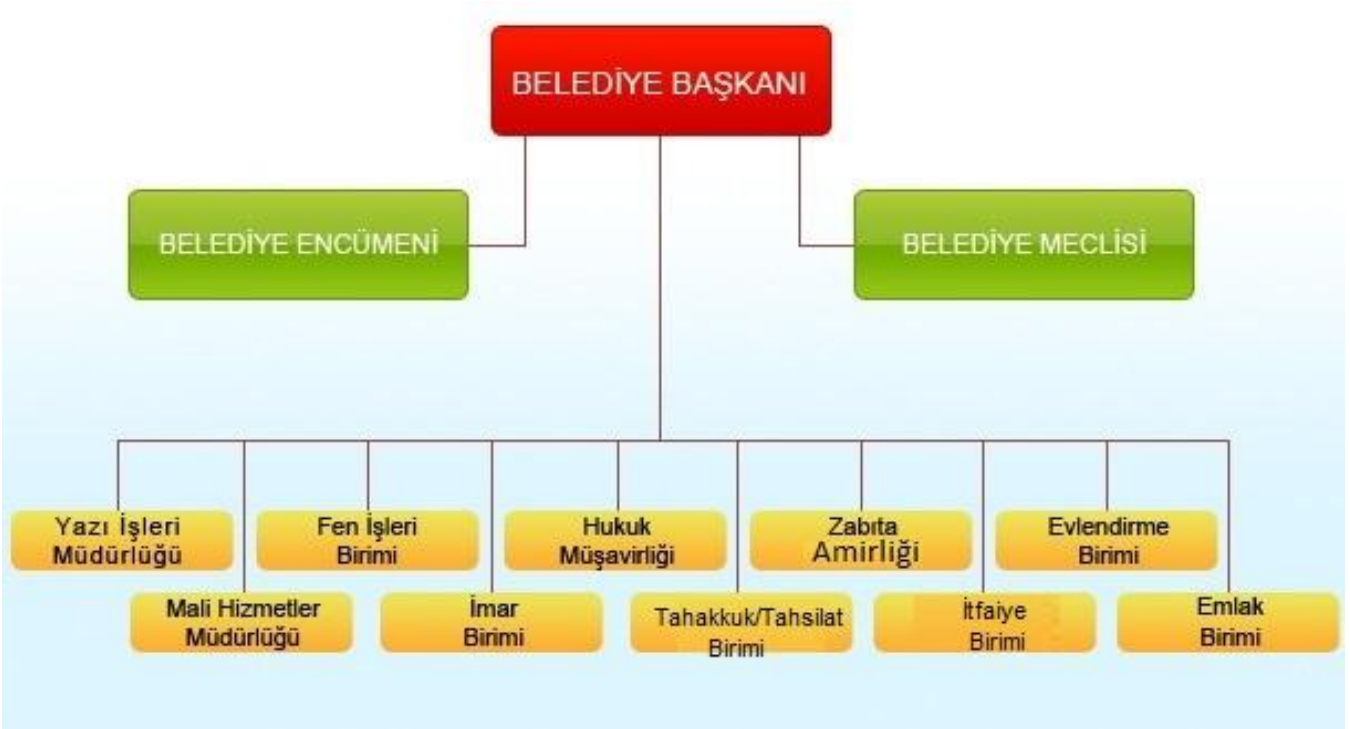 BELEDİYE BAŞKANI
BELEDİYE ENCÜMENİ
BELEDİYE MECLİSİ
Yazı İşleri
Müdürlüğü
Fen İşleri
Birimi
Hukuk
Müşavirliği
Zabıta
Amirliği
Evlendirme
Birimi
Mali Hizmetler
Müdürlüğü
İmar
Birimi
Tahakkuk/Tahsilat
Birimi
İtfaiye
Birimi
Emlak
Birimi